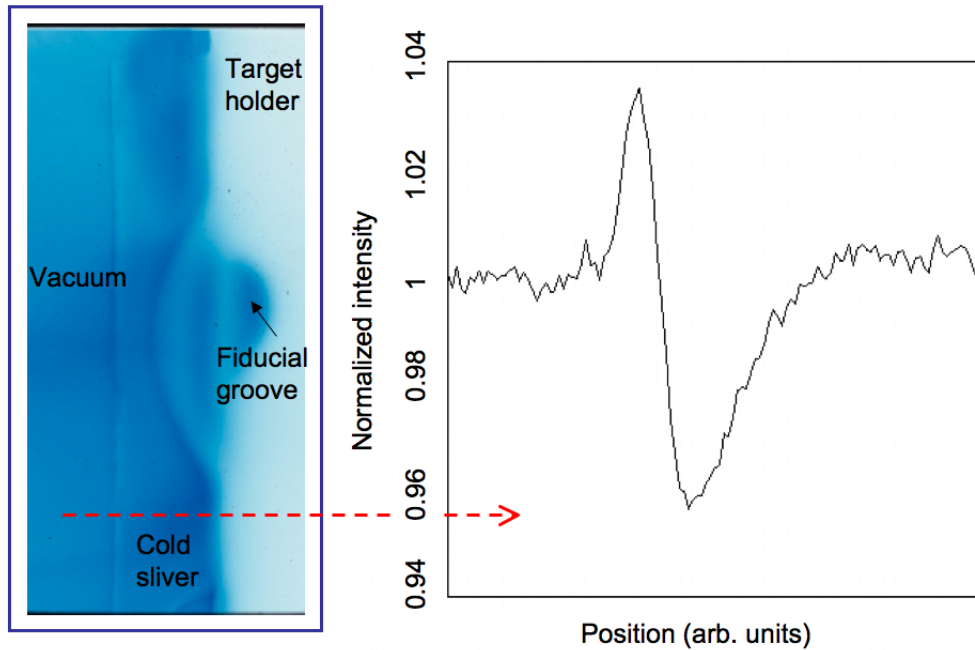 Target
holder
Vacuum
Fiducial
groove
Cold
sliver
Normalized intensity
1.04
1.02
1
0.98
0.96
0.94
Position (arb. units)